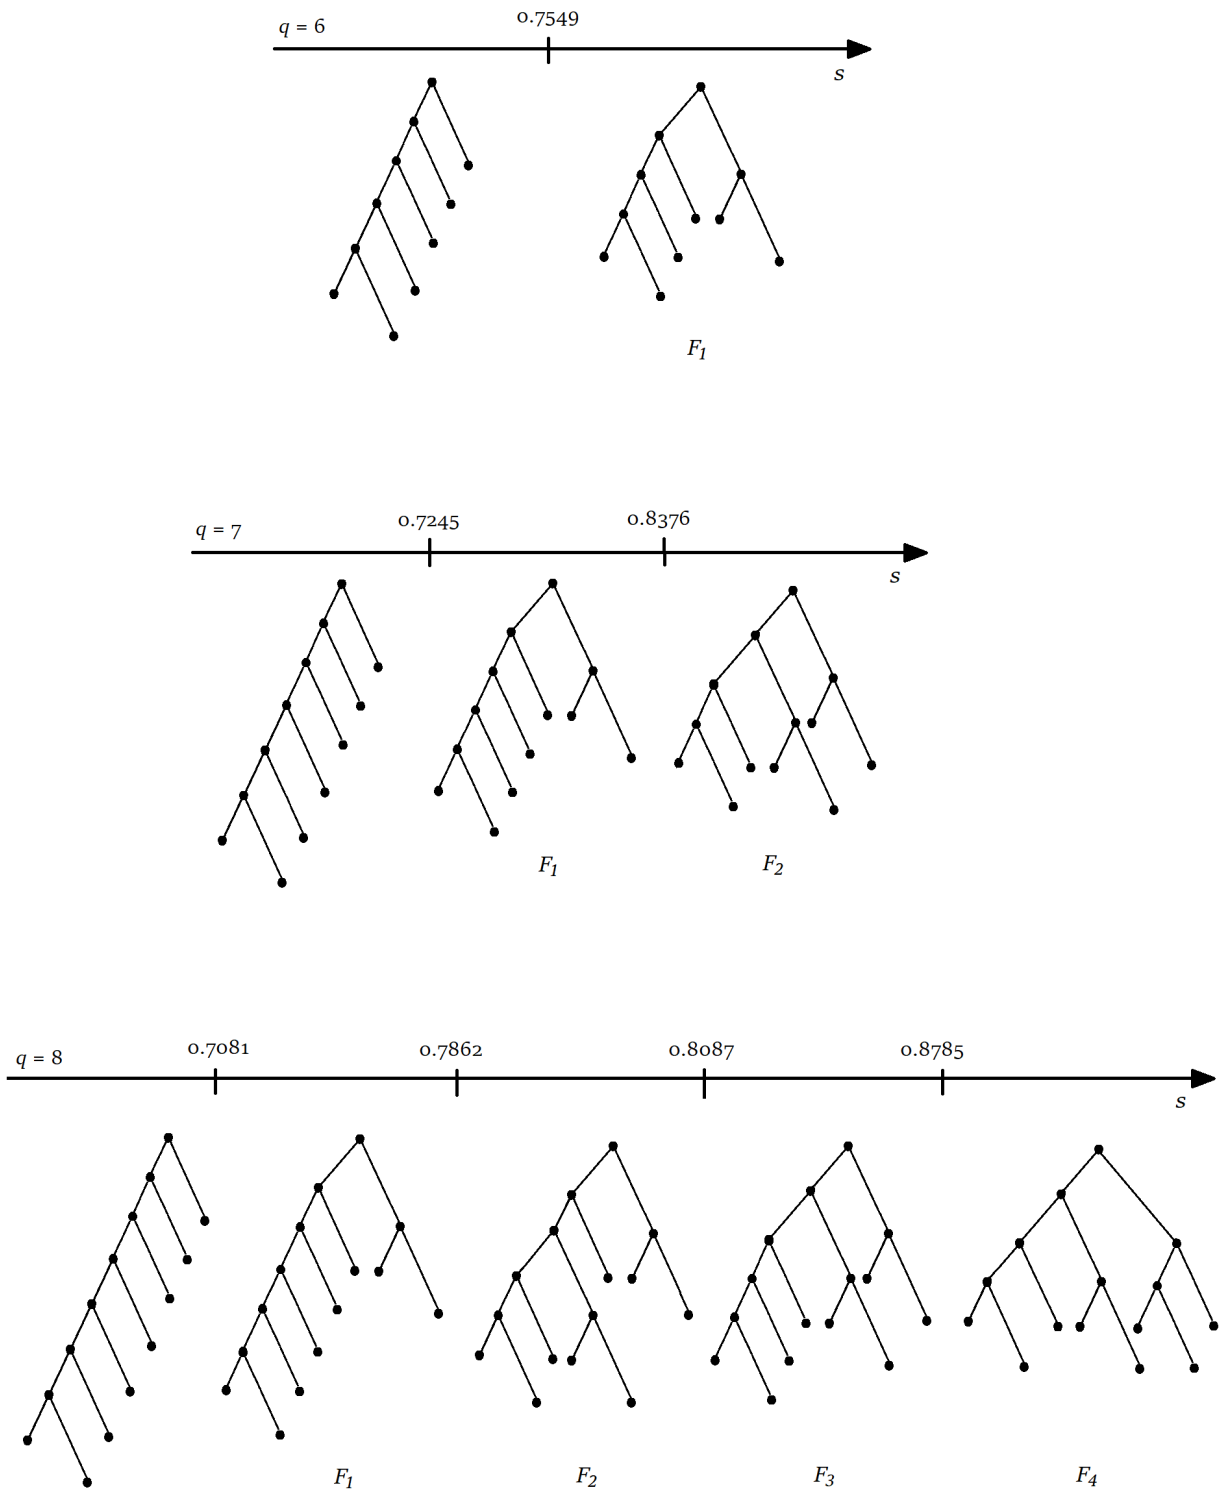 0.7549
q = 6
s
F1
0.7245 0.8376
q = 7
s
F1 F2
0.7081 0.7862 0.8087 0.8785
q = 8
s
F1 F2 F3 F4